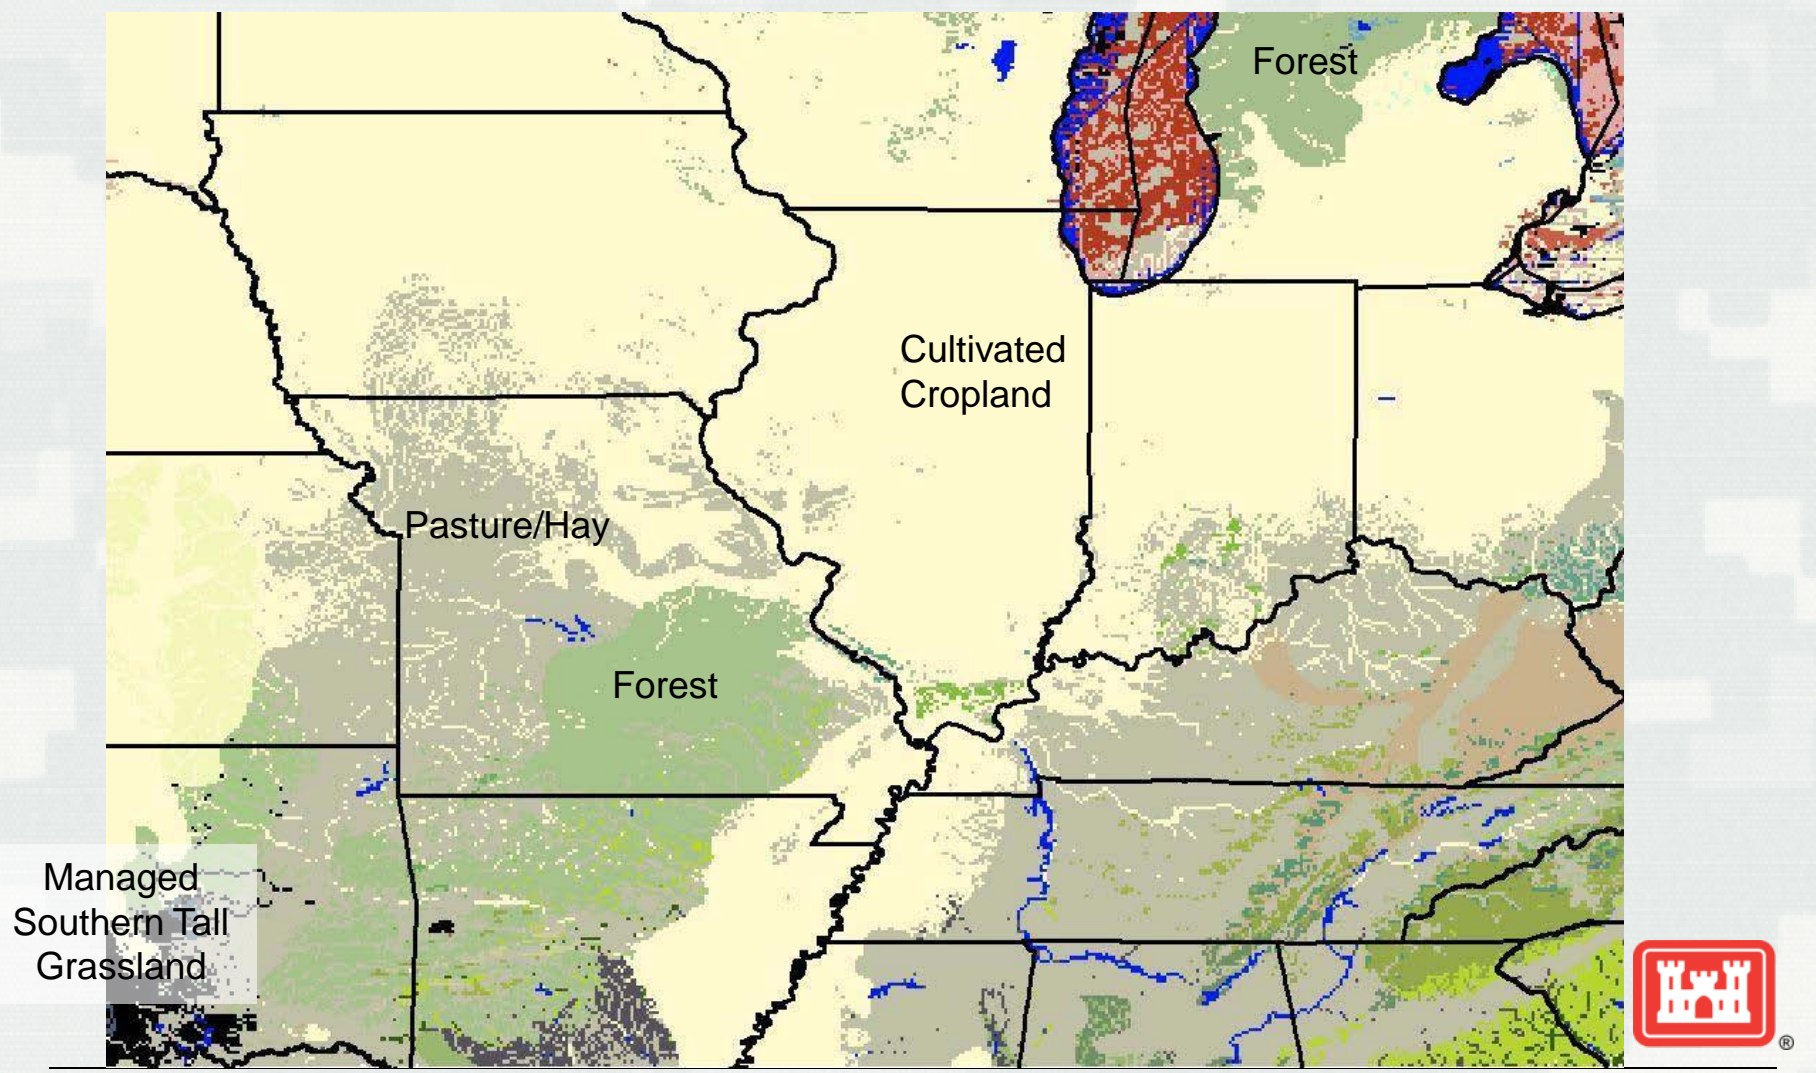 Forest
Cultivated
Cropland
Pasture/Hay
Forest
Managed
Southern Tall
Grassland
®